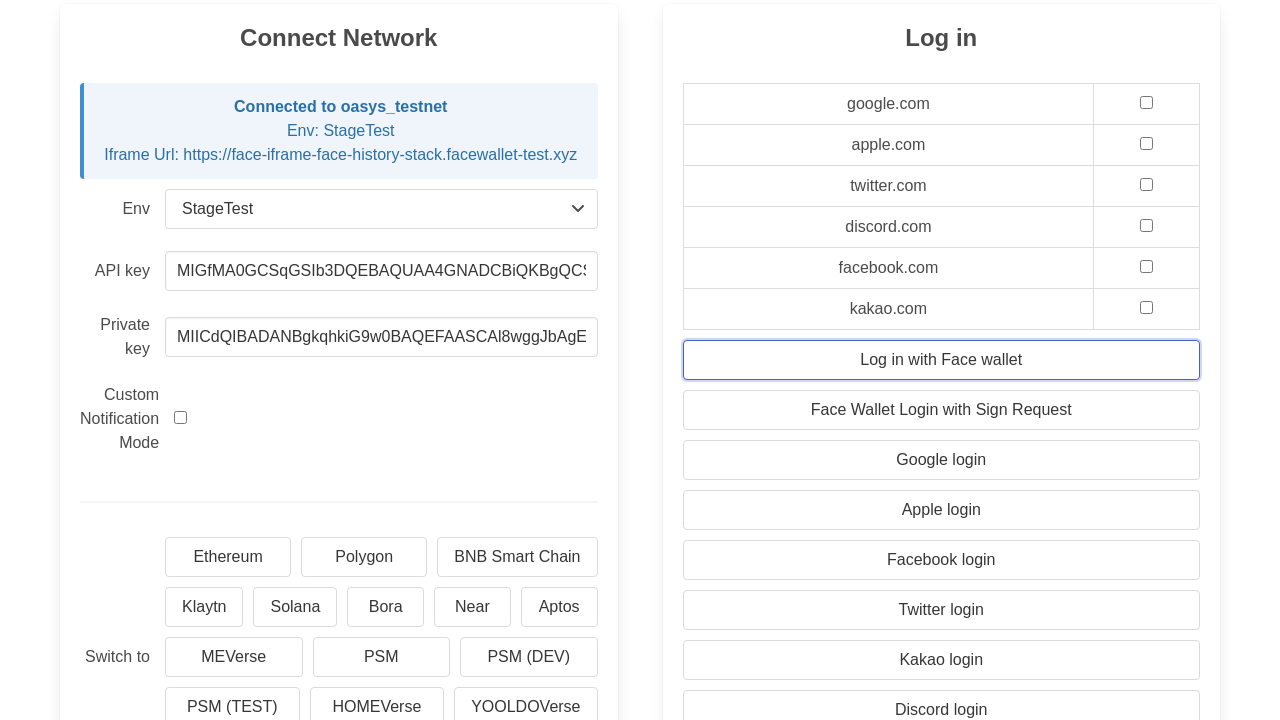 Connect Network
Connected to oasys_testnet
Env: StageTest
Iframe Url: https://face-iframe-face-history-stack.facewallet-test.xyz
Env
StageTest
API key
MIGfMA0GCSqGSIb3DQEBAQUAA4GNADCBiQKBgQCS
Private
key
MIICdQIBADANBgkqhkiG9w0BAQEFAASCAl8wggJbAgE
Custom
Notification
Mode
Ethereum
Polygon
BNB Smart Chain
Klaytn
Solana
Bora
Near
Aptos
Switch to
MEVerse
PSM
PSM (DEV)
PSM (TEST)
HOMEVerse
YOOLDOVerse
Log in
google.com
apple.com
twitter.com
discord.com
facebook.com
kakao.com
Log in with Face wallet
Face Wallet Login with Sign Request
Google login
Apple login
Facebook login
Twitter login
Kakao login
Discord login